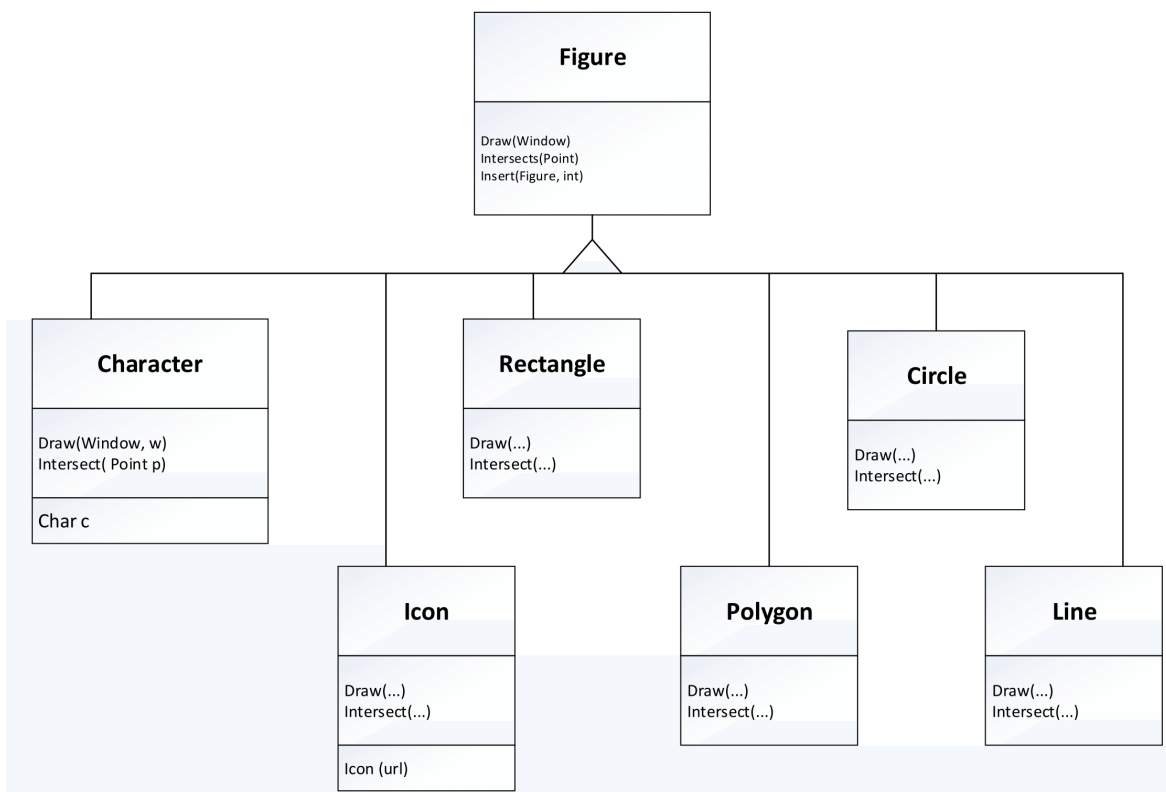 Figure
Draw(Window)
Intersects(Point)
Insert(Figure, int)
Character
Draw(Window, w)
Intersect( Point p)
Char c
Rectangle
Draw(...)
Intersect(...)
Circle
Draw(...)
Intersect(...)
Icon
Draw(...)
Intersect(...)
Icon (url)
Polygon
Draw(...)
Intersect(...)
Line
Draw(...)
Intersect(...)